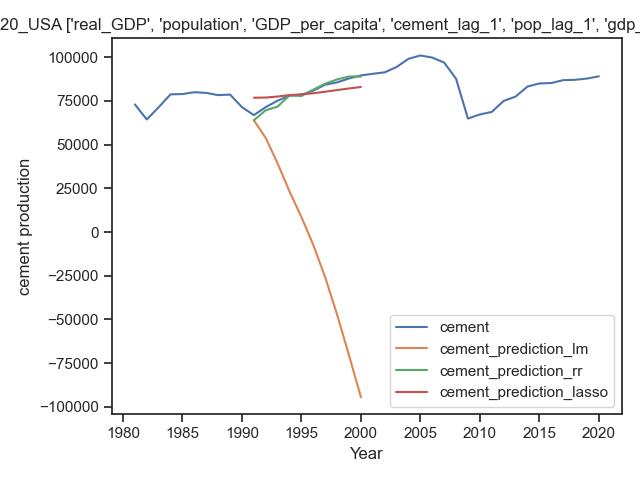 20_USA ['real_GDP', 'population', 'GDP_per_capita', 'cement_lag_1', 'pop_lag_1', 'gdp_
100000
75000
50000
25000
0
−25000
−50000
−75000
−100000
cement production
cement
cement_prediction_lm
cement_prediction_rr
cement_prediction_lasso
1980 1985 1990 1995 2000 2005 2010 2015 2020
Year